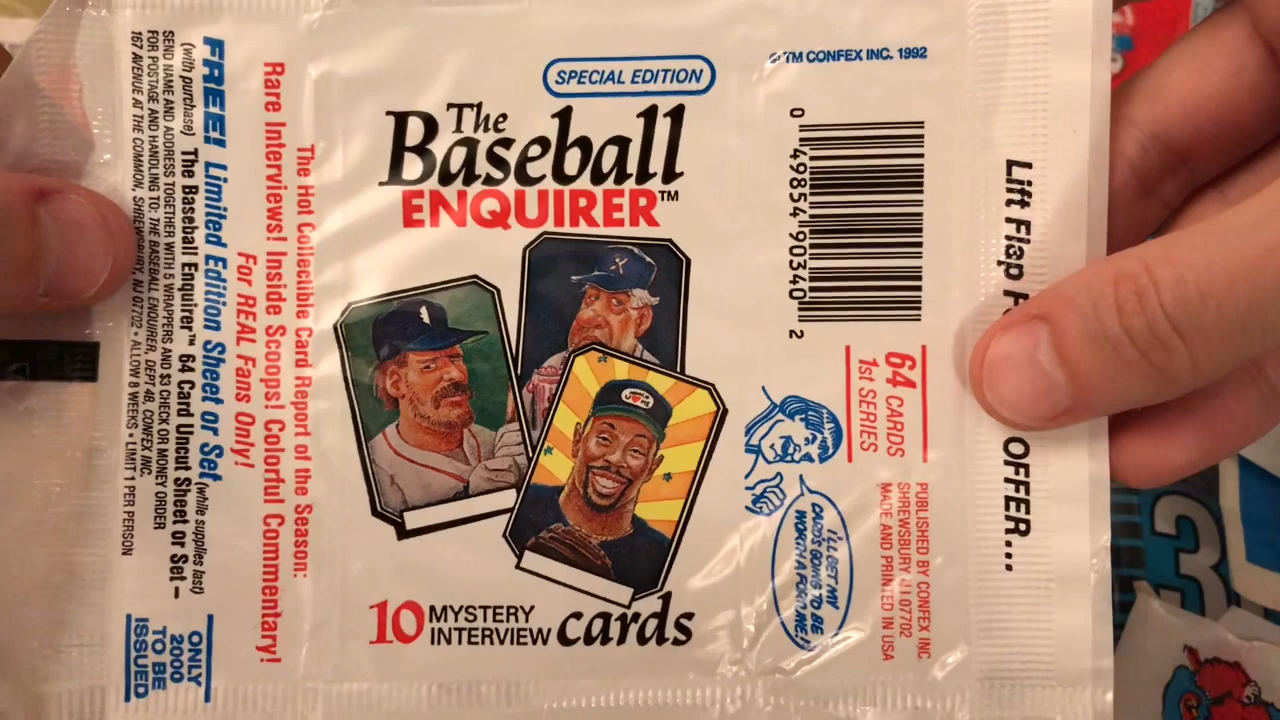 SPECIAL EDITION
The
Baseball
ENQUIRER™
10 MYSTERY INTERVIEW cards
FREE! Limited Edition Sheet or Set (while supplies last)
(with purchase) The Baseball Enquirer™ 64 Card Uncut Sheet or Set –
SEND NAME AND ADDRESS TOGETHER WITH 5 WRAPPERS AND $3 CHECK OR MONEY ORDER
FOR POSTAGE AND HANDLING TO: THE BASEBALL ENQUIRER, DEPT 4B, CONFEX INC.
167 AVENUE AT THE COMMON, SHREWSBURY, NJ 07702 • ALLOW 8 WEEKS • LIMIT 1 PER PERSON
ONLY
2000
TO BE
ISSUED
The Hot Collectible Card Report of the Season:
Rare Interviews! Inside Scoops! Colorful Commentary!
For REAL Fans Only!
©TM CONFEX INC. 1992
0 49854 90340 2
64 CARDS
1st SERIES
PUBLISHED BY CONFEX INC
SHREWSBURY NJ 07702
MADE AND PRINTED IN USA
I'LL BET MY
CARD'S GOING TO BE
WORTH A FORTUNE!
Lift Flap
OFFER...
3